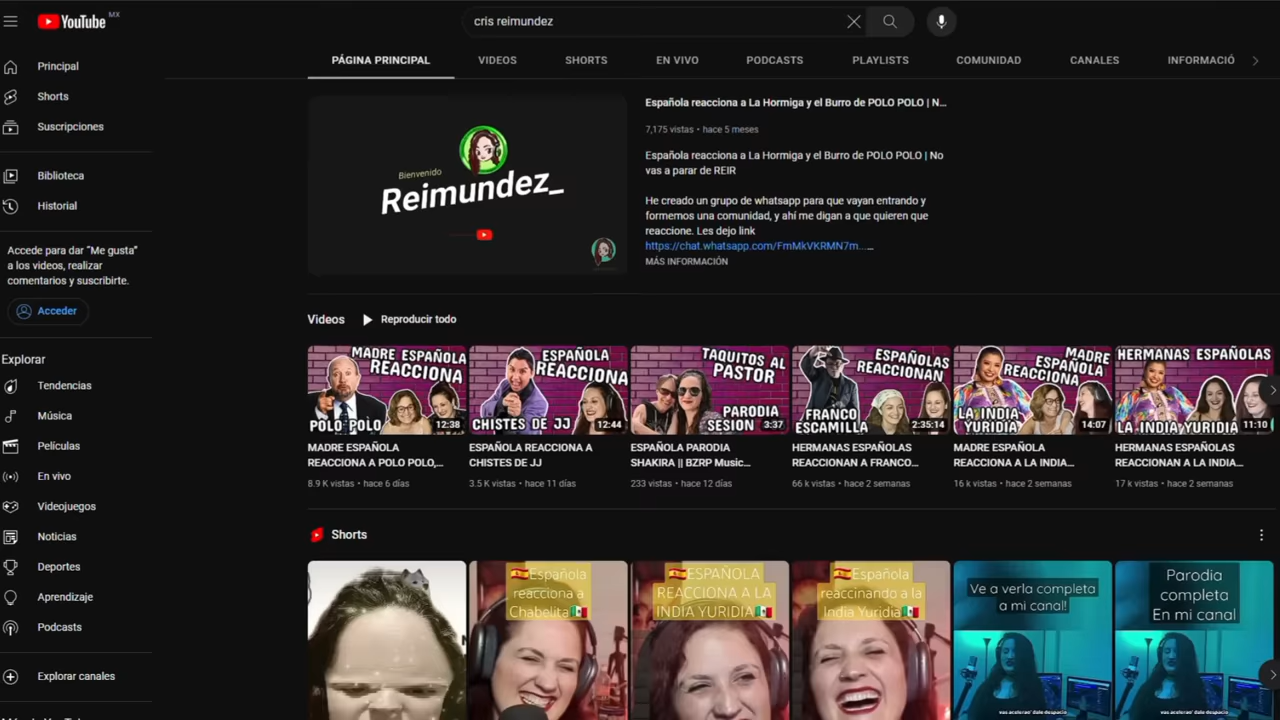 YouTube MX
cris reimundez
PÁGINA PRINCIPAL
VIDEOS
SHORTS
EN VIVO
PODCASTS
PLAYLISTS
COMUNIDAD
CANALES
INFORMACIÓ
Principal
Shorts
Suscripciones
Biblioteca
Historial
Accede para dar “Me gusta”
a los videos, realizar
comentarios y suscribirte.
Acceder
Explorar
Tendencias
Música
Películas
En vivo
Videojuegos
Noticias
Deportes
Aprendizaje
Podcasts
Explorar canales
Bienvenido
Reimundez_
Española reacciona a La Hormiga y el Burro de POLO POLO | N...
7,175 vistas • hace 5 meses
Española reacciona a La Hormiga y el Burro de POLO POLO | No
vas a parar de REIR
He creado un grupo de whatsapp para que vayan entrando y
formemos una comunidad, y ahí me digan a que quieren que
reaccione. Les dejo link
https://chat.whatsapp.com/FmMkVKRMN7m...…
MÁS INFORMACIÓN
Videos
Reproducir todo
MADRE ESPAÑOLA
REACCIONA
POLO POLO
12:38
MADRE ESPAÑOLA
REACCIONA A POLO POLO,...
8.9 K vistas • hace 6 días
ESPAÑOLA
REACCIONA
CHISTES DE JJ
12:44
ESPAÑOLA REACCIONA A
CHISTES DE JJ
3.5 K vistas • hace 11 días
TAQUITOS AL
PASTOR
PARODIA
SESION
3:37
ESPAÑOLA PARODIA
SHAKIRA || BZRP Music...
233 vistas • hace 12 días
ESPAÑOLAS
REACCIONAN
FRANCO
ESCAMILLA
2:35:14
HERMANAS ESPAÑOLAS
REACCIONAN A FRANCO...
66 k vistas • hace 2 semanas
MADRE
ESPAÑOLA
REACCIONA
LA INDIA
YURIDIA
14:07
MADRE ESPAÑOLA
REACCIONA A LA INDIA...
16 k vistas • hace 2 semanas
HERMANAS ESPAÑOLAS
REACCIONAN
LA INDIA YURIDIA
11:10
HERMANAS ESPAÑOLAS
REACCIONAN A LA INDIA...
17 k vistas • hace 2 semanas
Shorts
Española
reacciona a
Chabelita
ESPAÑOLA
REACCIONA A LA
INDIA YURIDIA
Española
reaccinando a la
India Yuridia
Ve a verla completa
a mi canal!
vas acelerao' dale despacio
Parodia
completa
En mi canal
vas acelerao' dale despacio